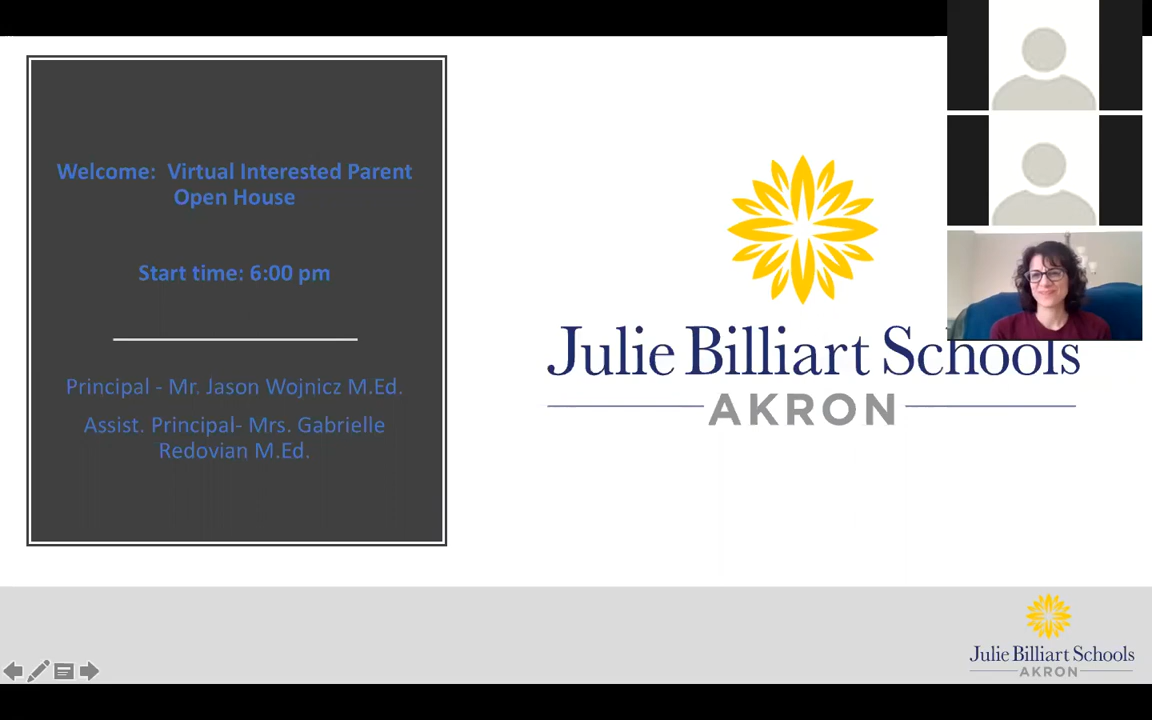 Welcome:  Virtual Interested Parent
Open House
Start time: 6:00 pm
Principal - Mr. Jason Wojnicz M.Ed.
Assist. Principal- Mrs. Gabrielle
Redovian M.Ed.
Julie Billiart Schools
AKRON
Julie Billiart Schools
AKRON